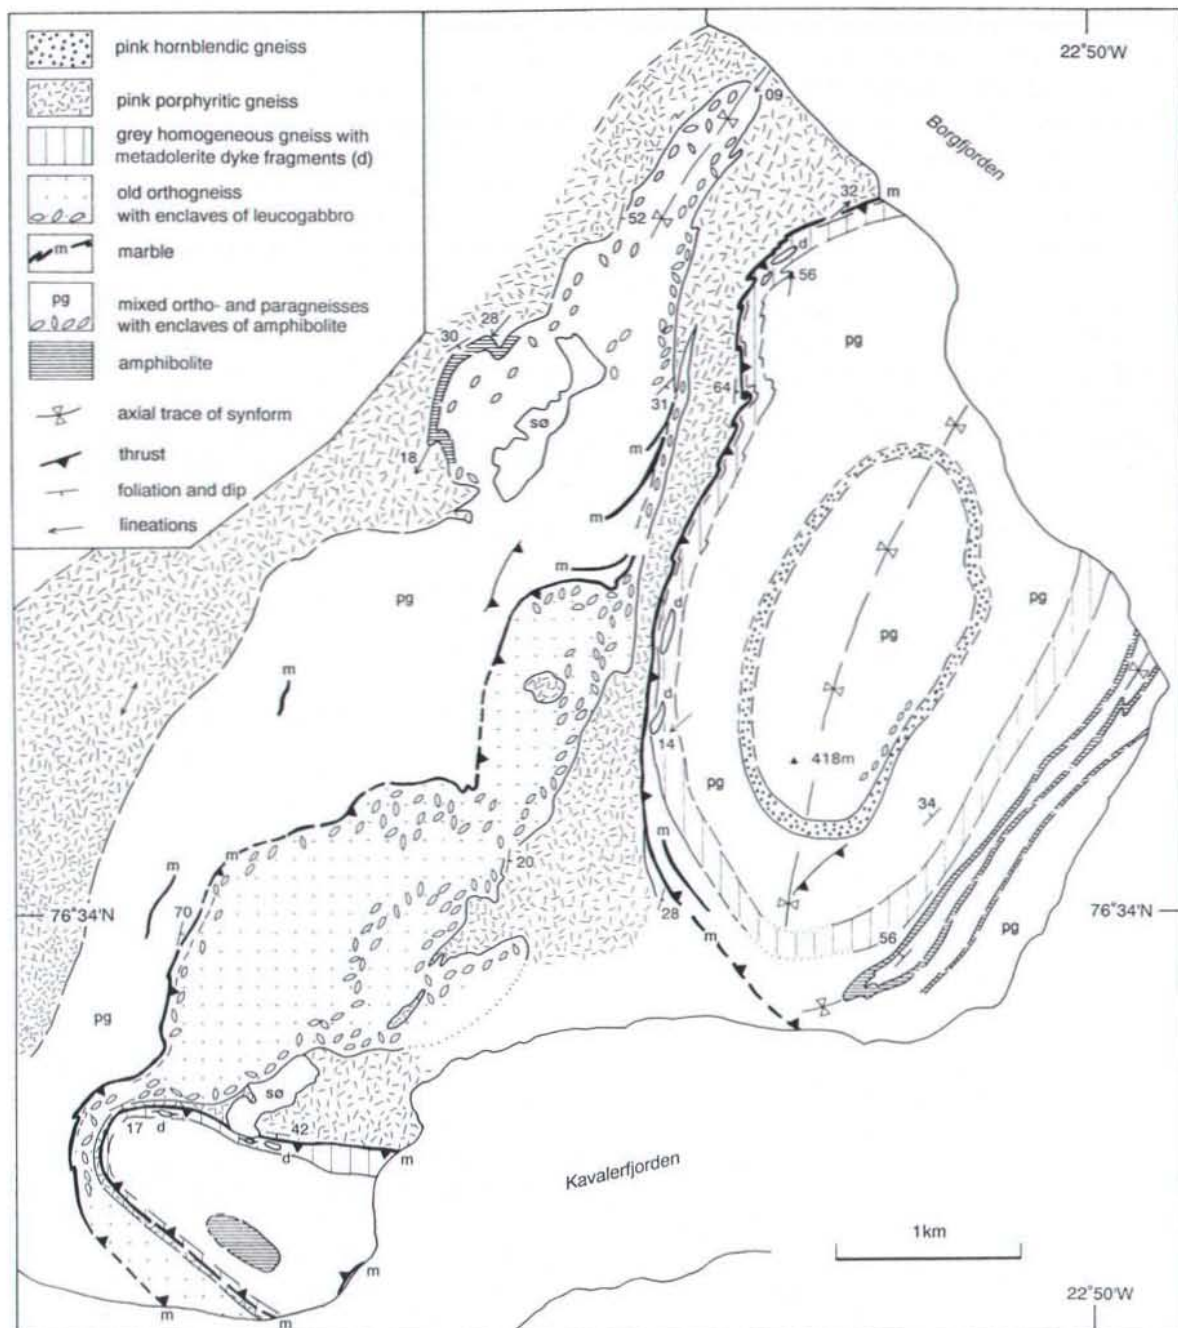 pink hornblendic gneiss
pink porphyritic gneiss
grey homogeneous gneiss with
metadolerite dyke fragments (d)
old orthogneiss
with enclaves of leucogabbro
m
marble
pg
mixed ortho- and paragneisses
with enclaves of amphibolite
amphibolite
axial trace of synform
thrust
foliation and dip
lineations
22°50'W
Borgfjorden
09
32
m
52
d
56
28
30
pg
64
31
sø
m
18
m
m
pg
d
pg
pg
m
d
14
418m
pg
34
m
m
20
m
70
76°34'N
28
m
76°34'N
56
pg
pg
sø
17
d
42
d
m
Kavalerfjorden
1km
m
22°50'W
m
m